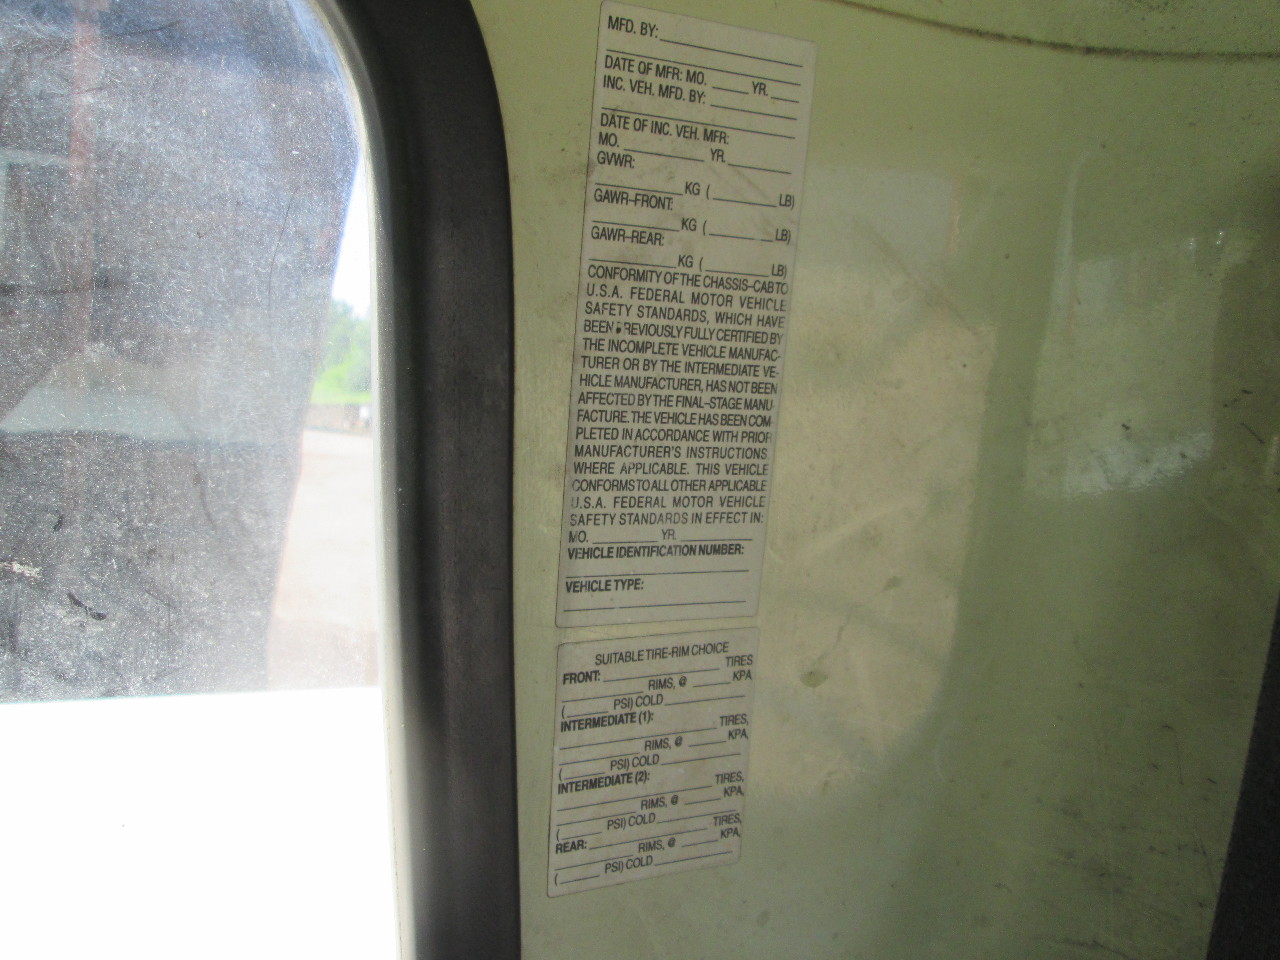 MFD. BY:
DATE OF MFR: MO. YR.
INC. VEH. MFD. BY:
DATE OF INC. VEH. MFR:
MO. YR.
GVWR:
KG ( LB)
GAWR-FRONT:
KG ( LB)
GAWR-REAR:
KG ( LB)
CONFORMITY OF THE CHASSIS-CAB TO
U.S.A. FEDERAL MOTOR VEHICLE
SAFETY STANDARDS, WHICH HAVE
BEEN PREVIOUSLY FULLY CERTIFIED BY
THE INCOMPLETE VEHICLE MANUFAC-
TURER OR BY THE INTERMEDIATE VE-
HICLE MANUFACTURER, HAS NOT BEEN
AFFECTED BY THE FINAL-STAGE MANU-
FACTURE. THE VEHICLE HAS BEEN COM-
PLETED IN ACCORDANCE WITH PRIOR
MANUFACTURER'S INSTRUCTIONS
WHERE APPLICABLE. THIS VEHICLE
CONFORMS TO ALL OTHER APPLICABLE
U.S.A. FEDERAL MOTOR VEHICLE
SAFETY STANDARDS IN EFFECT IN:
MO. YR.
VEHICLE IDENTIFICATION NUMBER:
VEHICLE TYPE:
SUITABLE TIRE-RIM CHOICE
FRONT: TIRES
RIMS, @ KPA
( PSI) COLD
INTERMEDIATE (1):
TIRES,
RIMS, @ KPA,
( PSI) COLD
INTERMEDIATE (2):
TIRES,
RIMS, @ KPA,
( PSI) COLD
REAR: TIRES,
RIMS, @ KPA,
( PSI) COLD